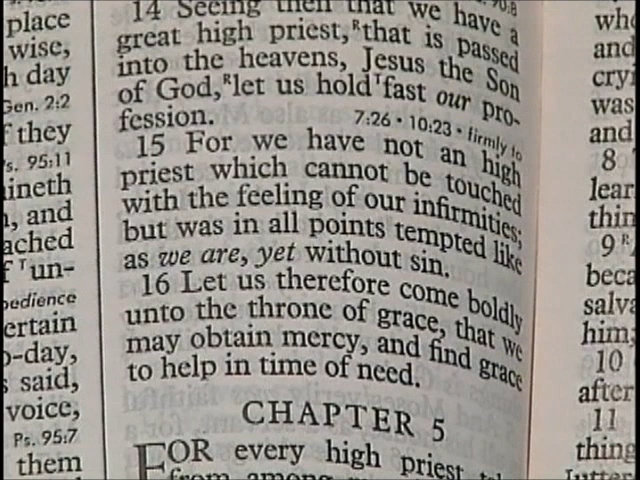 place
wise,
h day
Gen. 2:2
f they
s. 95:11
ineth
, and
ached
f T un-
pedience
ertain
o-day,
said,
voice,
Ps. 95:7
them
90:8
14 Seeing then that we have a
great high priest, R that is passed
into the heavens, Jesus the Son
of God, R let us hold T fast our pro-
fession. 7:26 • 10:23 • firmly to
15 For we have not an high
priest which cannot be touched
with the feeling of our infirmities;
but was in all points tempted like
as we are, yet without sin.
16 Let us therefore come boldly
unto the throne of grace, that we
may obtain mercy, and find grace
to help in time of need.
CHAPTER 5
FOR every high priest
from among
who
and
cry
was
and
8
lear
thin
9 R
beca
salva
him;
10
after
11
thing